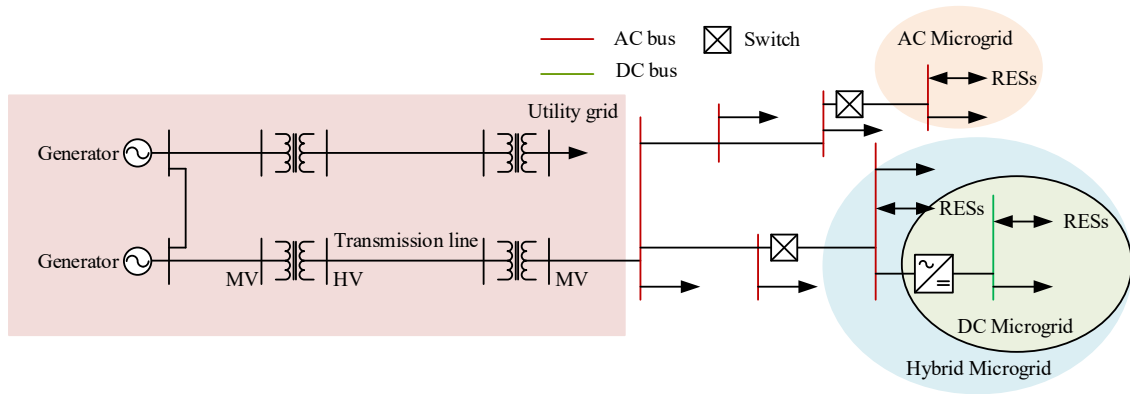 AC bus
Switch
DC bus
AC Microgrid
RESs
Utility grid
Generator
RESs
RESs
Generator
Transmission line
MV
HV
MV
DC Microgrid
Hybrid Microgrid